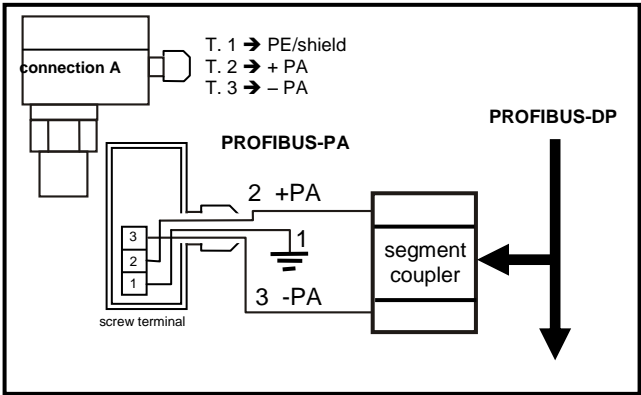 connection A
T. 1 ➔ PE/shield
T. 2 ➔ + PA
T. 3 ➔ – PA
PROFIBUS-DP
PROFIBUS-PA
2 +PA
1
3
2
1
segment
coupler
3 -PA
screw terminal